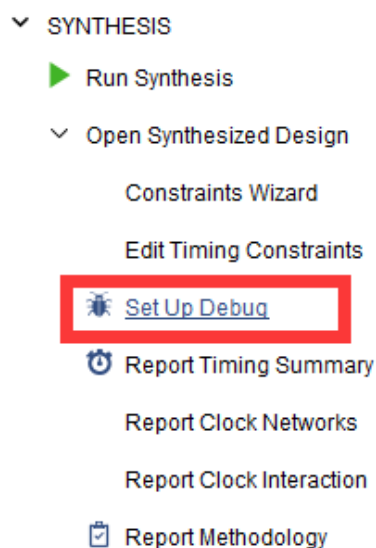 SYNTHESIS
Run Synthesis
Open Synthesized Design
Constraints Wizard
Edit Timing Constraints
Set Up Debug
Report Timing Summary
Report Clock Networks
Report Clock Interaction
Report Methodology